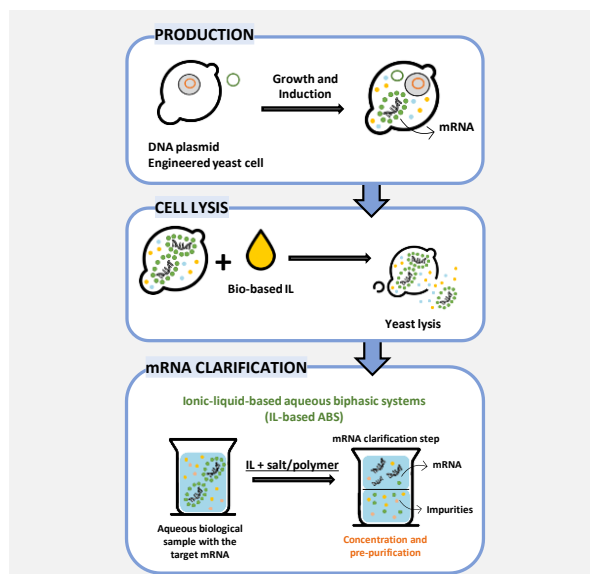 PRODUCTION
Growth and
Induction
mRNA
DNA plasmid
Engineered yeast cell
CELL LYSIS
Bio-based IL
Yeast lysis
mRNA CLARIFICATION
Ionic-liquid-based aqueous biphasic systems
(IL-based ABS)
mRNA clarification step
IL + salt/polymer
mRNA
Impurities
Aqueous biological
sample with the
target mRNA
Concentration and
pre-purification